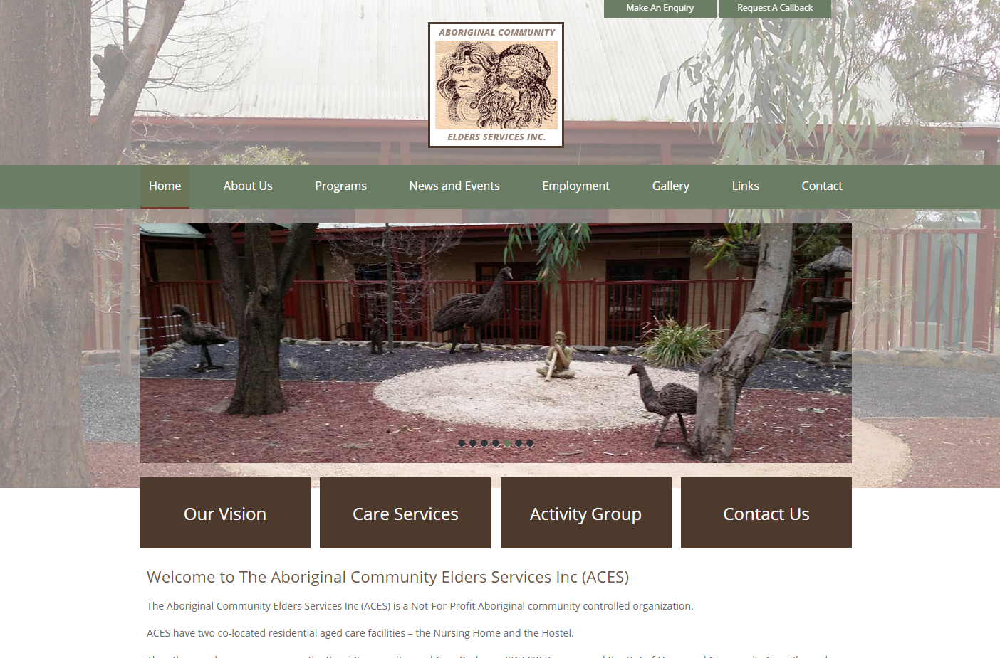 Make An Enquiry
Request A Callback
ABORIGINAL COMMUNITY
ELDERS SERVICES INC.
Home
About Us
Programs
News and Events
Employment
Gallery
Links
Contact
Our Vision
Care Services
Activity Group
Contact Us
Welcome to The Aboriginal Community Elders Services Inc (ACES)
The Aboriginal Community Elders Services Inc (ACES) is a Not-For-Profit Aboriginal community controlled organization.
ACES have two co-located residential aged care facilities – the Nursing Home and the Hostel.